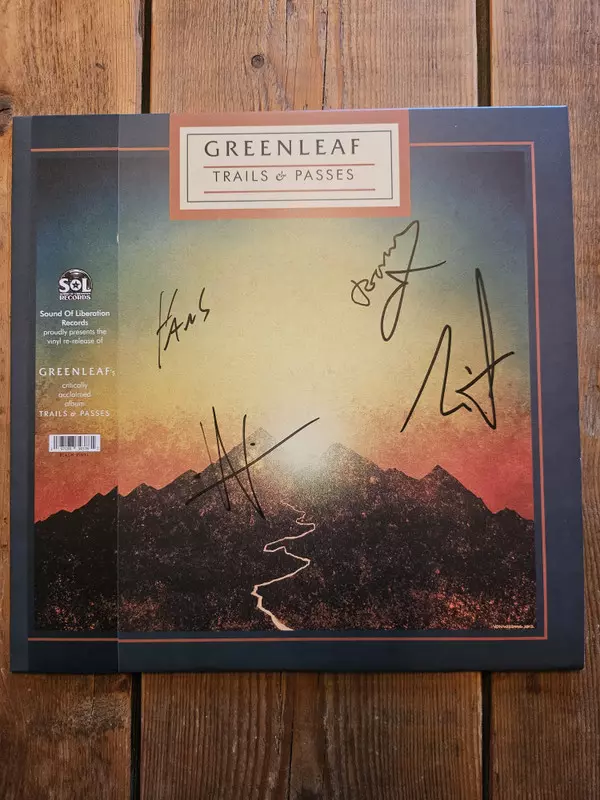 GREENLEAF
TRAILS & PASSES
SOL
RECORDS
Sound Of Liberation
Records
proudly presents the
vinyl re-release of
GREENLEAF's
critically
acclaimed
album
TRAILS & PASSES
HANS